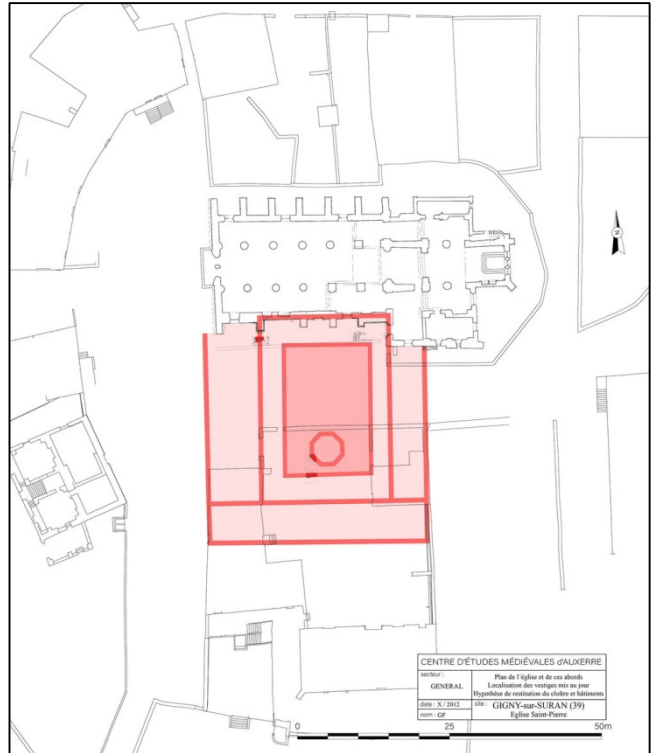 N
CENTRE D'ÉTUDES MÉDIÉVALES d'AUXERRE
secteur :
GENERAL
Plan de l'église et de ces abords
Localisation des vestiges mis au jour
Hypothèse de restitution du cloître et bâtiments
date : X / 2012
site : GIGNY-sur-SURAN (39)
nom : GF
Eglise Saint-Pierre
0 25 50m